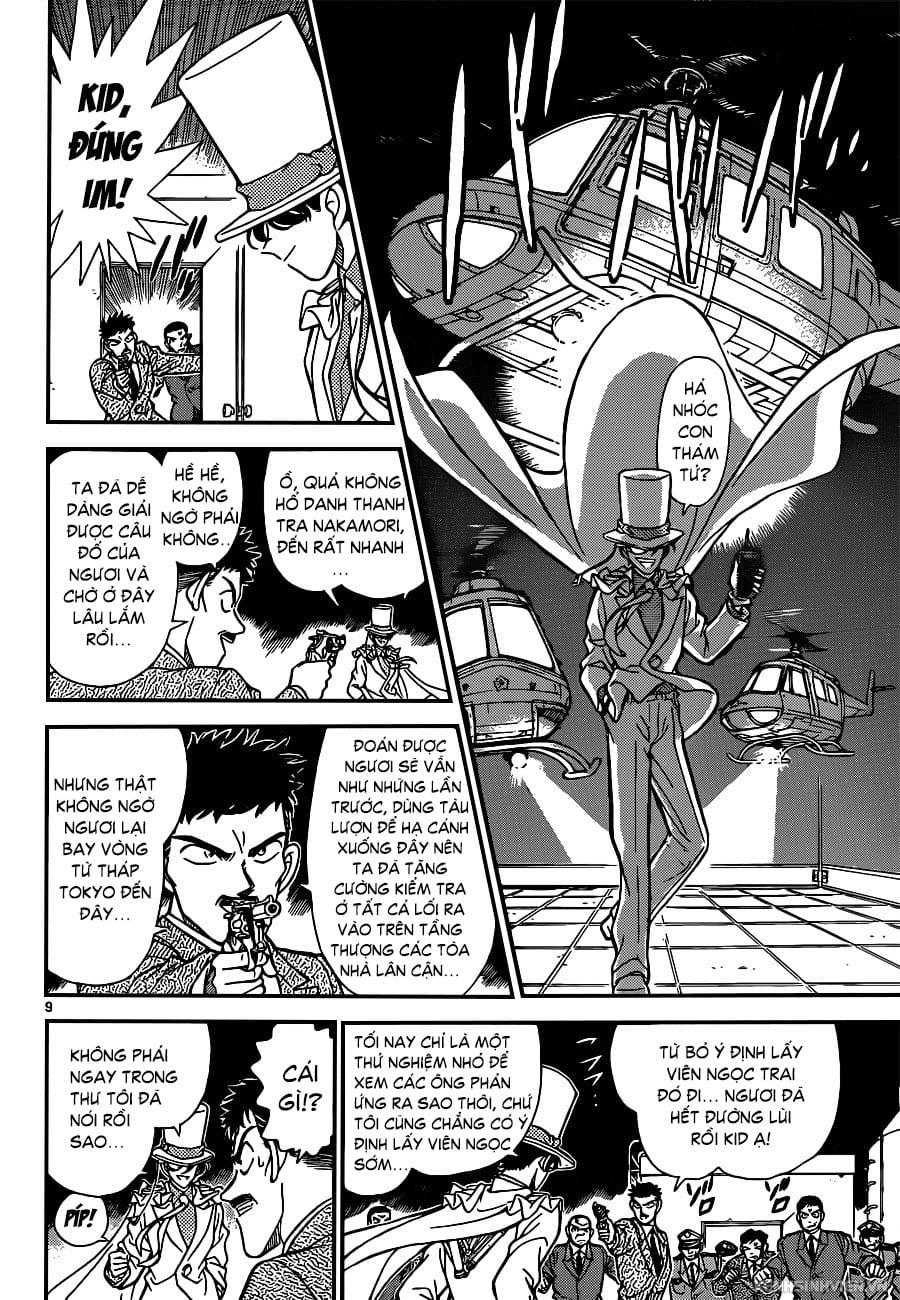 HẢ
NHÓC
CON
THÁM
TỬ?
KID,
ĐỨNG
IM!
Ồ, QUẢ KHÔNG
HỔ DANH THANH
TRA NAKAMORI,
ĐẾN RẤT NHANH
...
HỀ HỀ,
KHÔNG
NGỜ PHẢI
KHÔNG...
TA ĐÃ DỄ
DÀNG GIẢI
ĐƯỢC CÂU
ĐỐ CỦA
NGƯƠI VÀ
CHỜ Ở ĐÂY
LÂU LẮM
RỒI...
ĐOÁN ĐƯỢC
NGƯƠI SẼ VẪN
NHƯ NHỮNG LẦN
TRƯỚC, DÙNG TÀU
LƯỢN ĐỂ HẠ CÁNH
XUỐNG ĐÂY NÊN
TA ĐÃ TĂNG
CƯỜNG KIỂM TRA
Ở TẤT CẢ LỐI RA
VÀO TRÊN TẦNG
THƯỢNG CÁC TÒA
NHÀ LÂN CẬN...
NHƯNG THẬT
KHÔNG NGỜ
NGƯƠI LẠI
BAY VÒNG
TỪ THÁP
TOKYO ĐẾN
ĐÂY...
9
TỪ BỎ Ý ĐỊNH LẤY
VIÊN NGỌC TRAI
ĐÓ ĐI... NGƯƠI ĐÃ
HẾT ĐƯỜNG LÙI
RỒI KID Ạ!
TỐI NAY CHỈ LÀ MỘT
THỬ NGHIỆM NHỎ ĐỂ
XEM CÁC ÔNG PHẢN
ỨNG RA SAO THÔI, CHỨ
TÔI CŨNG CHẲNG CÓ Ý
ĐỊNH LẤY VIÊN NGỌC
SỚM...
CÁI
GÌ!?
KHÔNG PHẢI
NGAY TRONG
THƯ TÔI ĐÃ
NÓI RỒI
SAO...
PÍP!